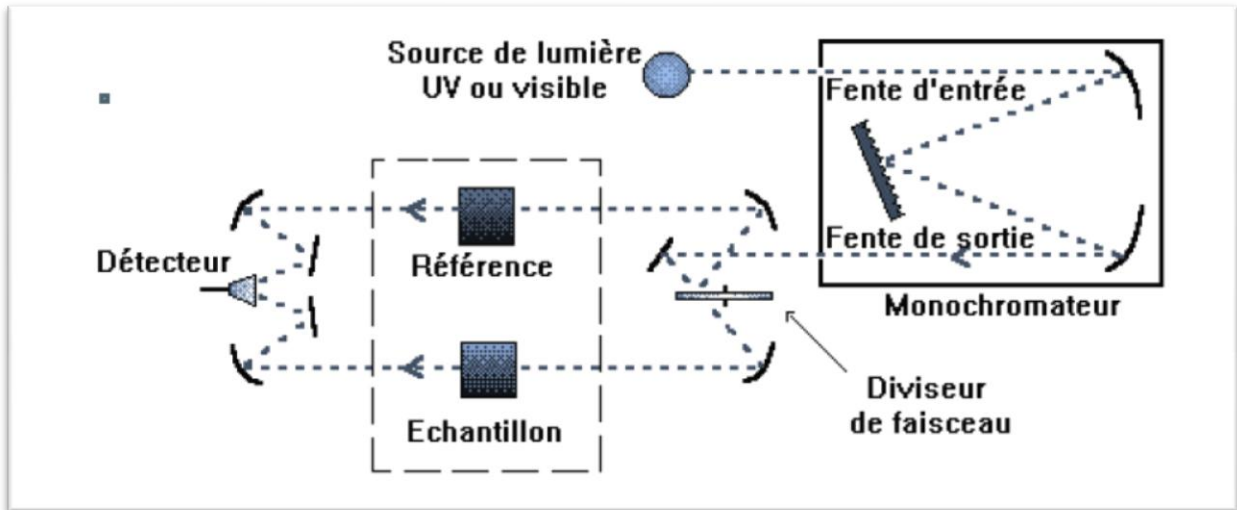 Source de lumière
UV ou visible
Fente d'entrée
Fente de sortie
Détecteur
Référence
Monochromateur
Diviseur
de faisceau
Echantillon